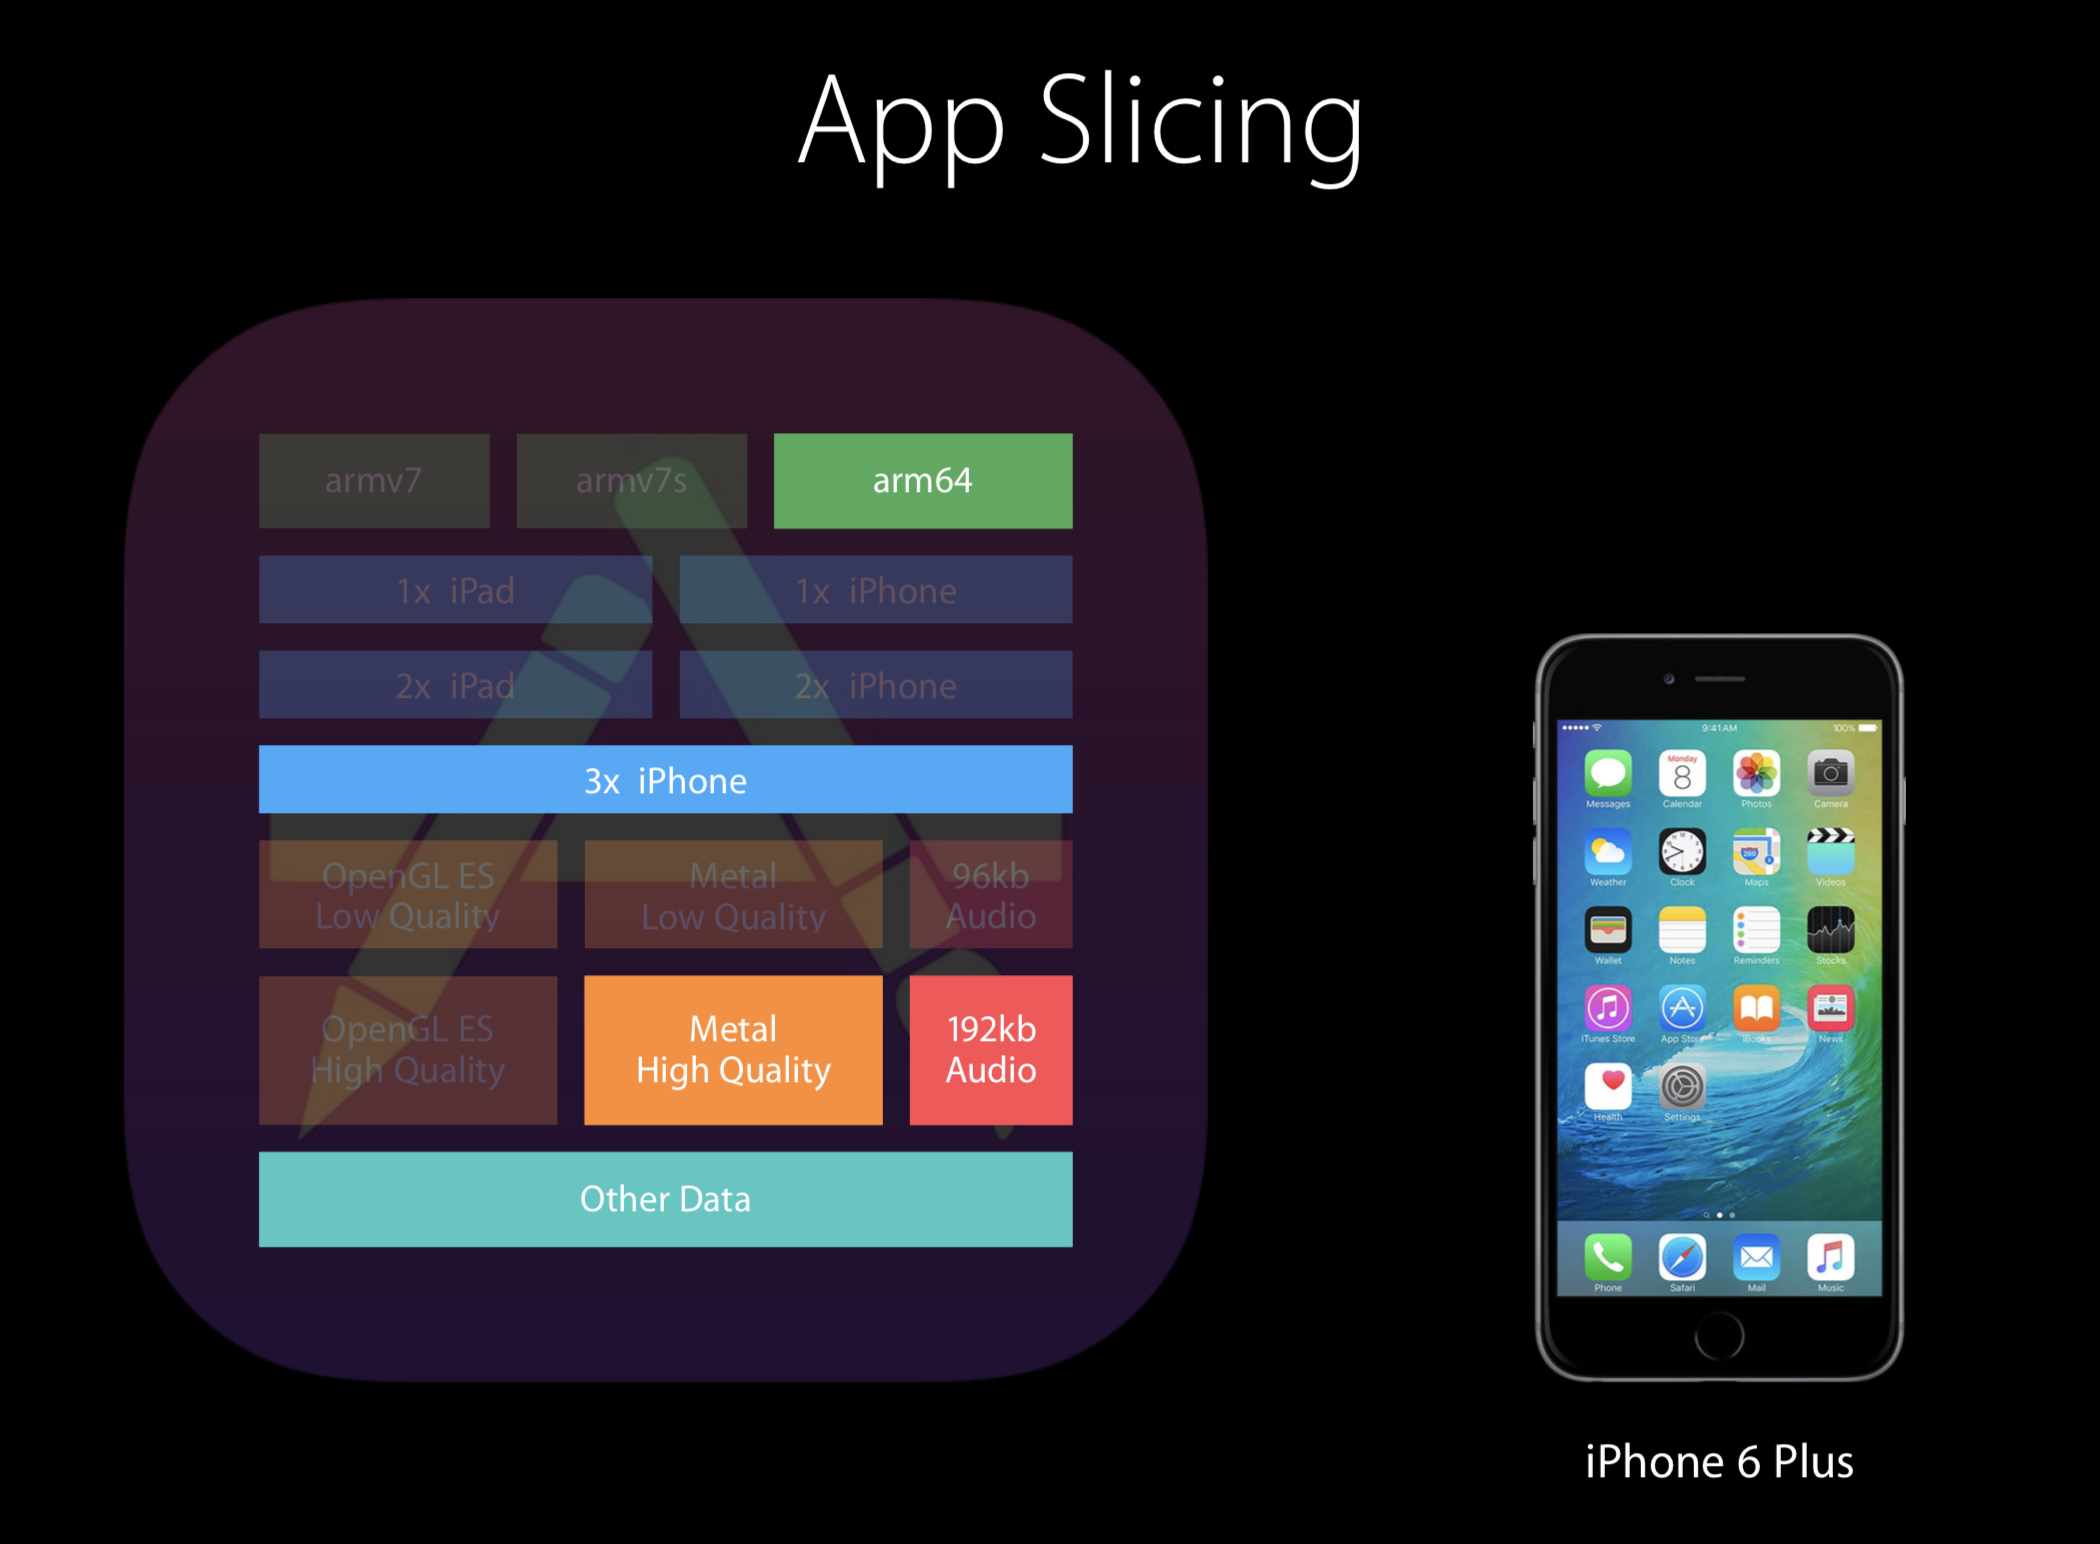 App Slicing
armv7
armv7s
arm64
1x iPad
1x iPhone
2x iPad
2x iPhone
3x iPhone
OpenGL ES
Low Quality
Metal
Low Quality
96kb
Audio
OpenGL ES
High Quality
Metal
High Quality
192kb
Audio
Other Data
9:41 AM
100%
Monday
8
Messages
Calendar
Photos
Camera
280
Weather
Clock
Maps
Videos
Wallet
Notes
Reminders
Stocks
iTunes Store
App Store
iBooks
News
Health
Settings
Phone
Safari
Mail
Music
iPhone 6 Plus